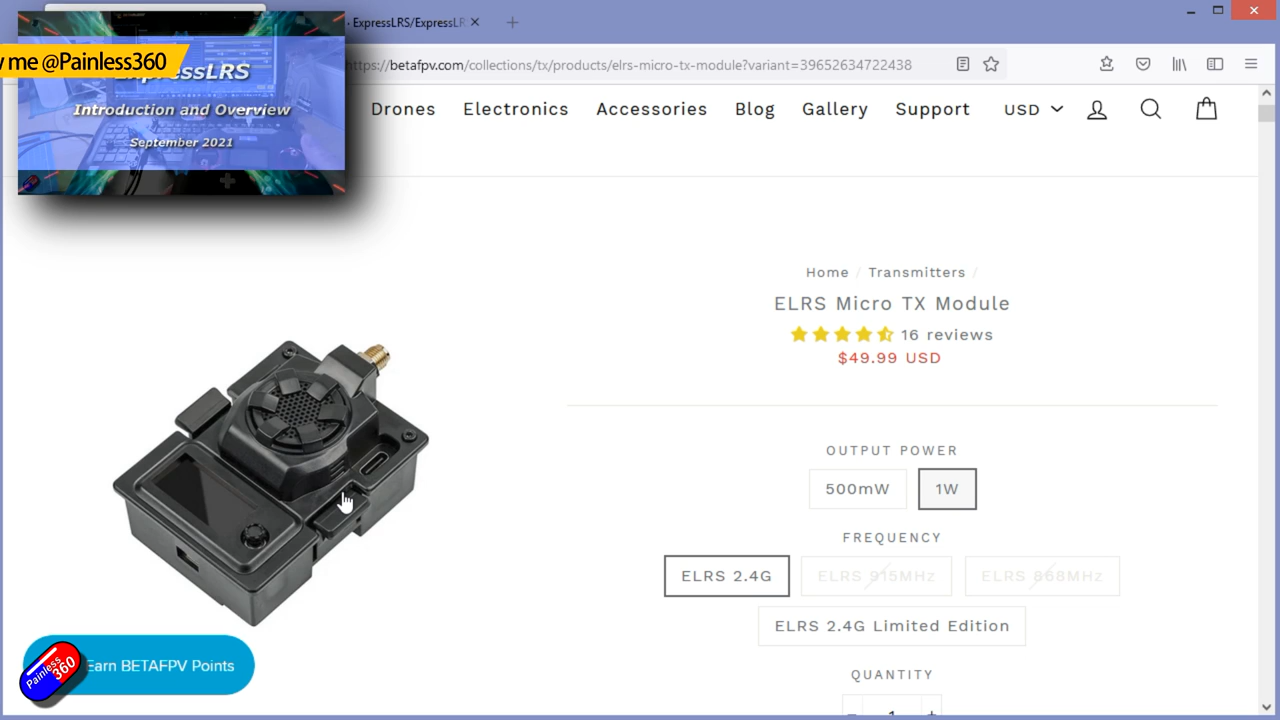 ExpressLRS/ExpressLR
w me @Painless360
ExpressLRS
Introduction and Overview
September 2021
https://betafpv.com/collections/tx/products/elrs-micro-tx-module?variant=39652634722438
Drones Electronics Accessories Blog Gallery Support USD
Home / Transmitters /
ELRS Micro TX Module
16 reviews
$49.99 USD
OUTPUT POWER
500mW 1W
FREQUENCY
ELRS 2.4G ELRS 915MHz ELRS 868MHz
ELRS 2.4G Limited Edition
QUANTITY
− 1 +
Earn BETAFPV Points
Painless
360